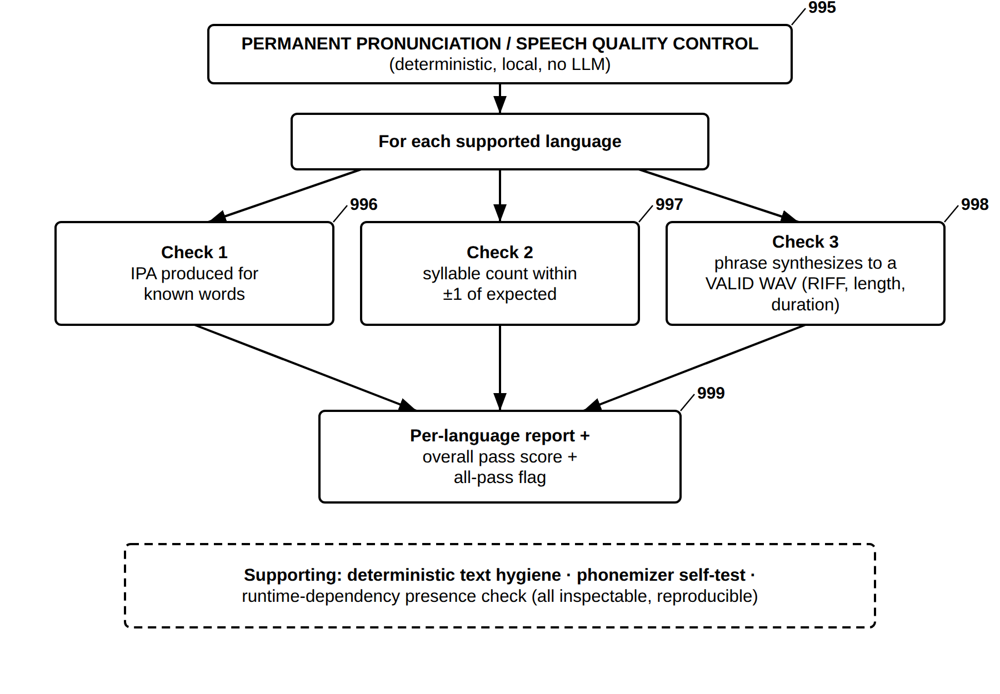 995
PERMANENT PRONUNCIATION / SPEECH QUALITY CONTROL
(deterministic, local, no LLM)
For each supported language
996
997
998
Check 1
IPA produced for
known words
Check 2
syllable count within
±1 of expected
Check 3
phrase synthesizes to a
VALID WAV (RIFF, length,
duration)
999
Per-language report +
overall pass score +
all-pass flag
Supporting: deterministic text hygiene · phonemizer self-test ·
runtime-dependency presence check (all inspectable, reproducible)